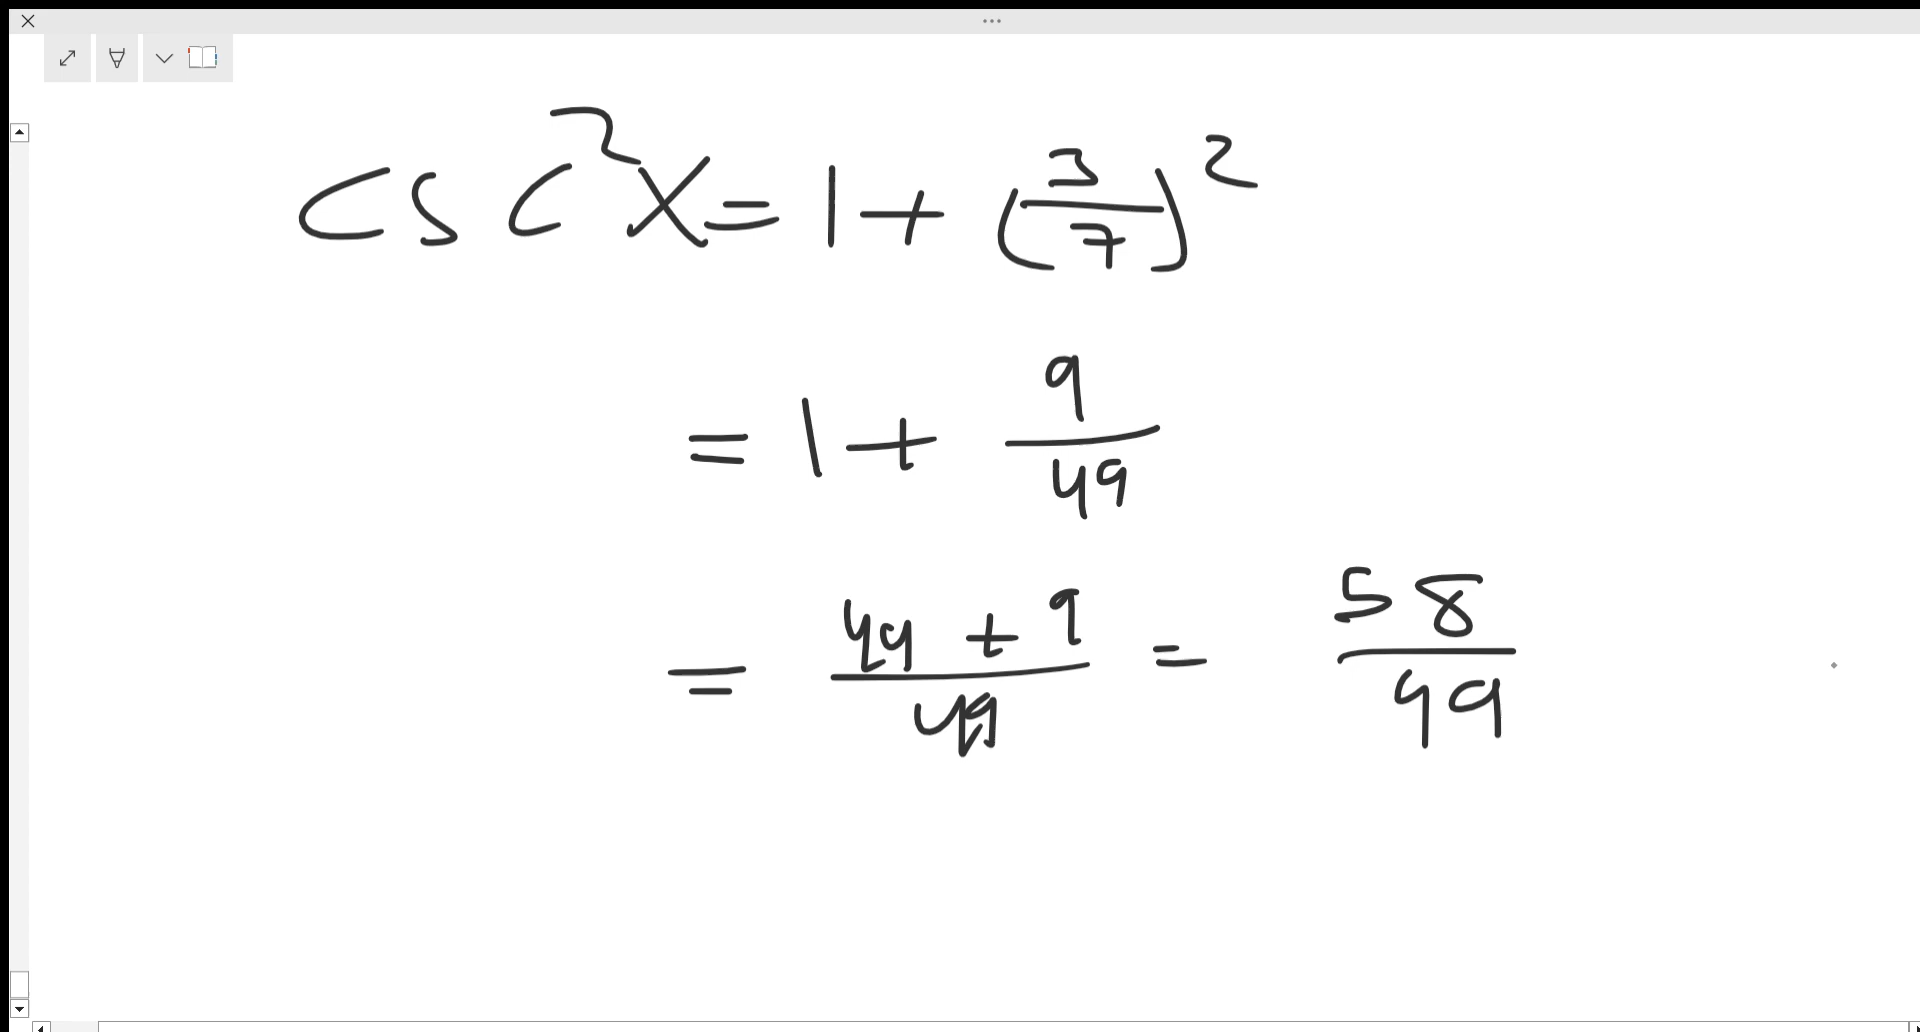 csc²x = 1 + (3/7)²
= 1 + 9/49
= (49 + 9)/49 = 58/49